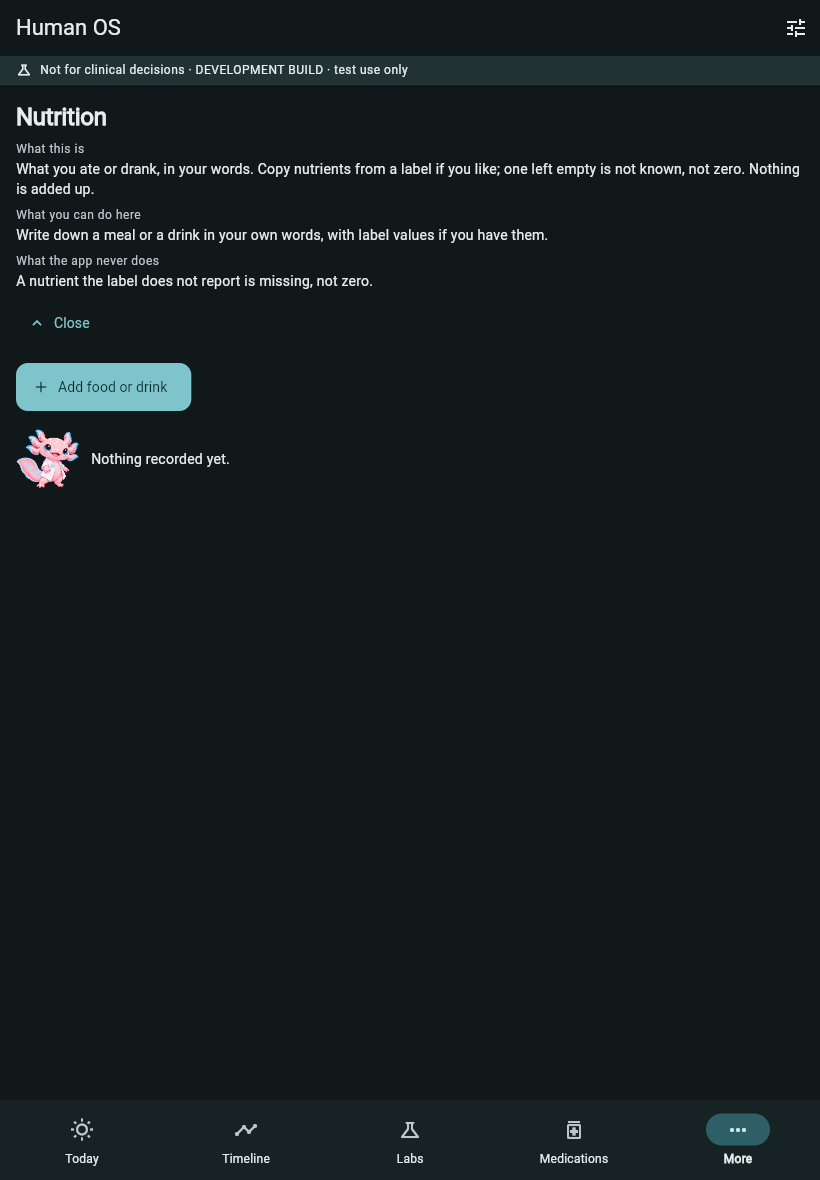 Human OS
Not for clinical decisions · DEVELOPMENT BUILD · test use only
Nutrition
What this is
What you ate or drank, in your words. Copy nutrients from a label if you like; one left empty is not known, not zero. Nothing
is added up.
What you can do here
Write down a meal or a drink in your own words, with label values if you have them.
What the app never does
A nutrient the label does not report is missing, not zero.
Close
Add food or drink
Nothing recorded yet.
Today
Timeline
Labs
Medications
More